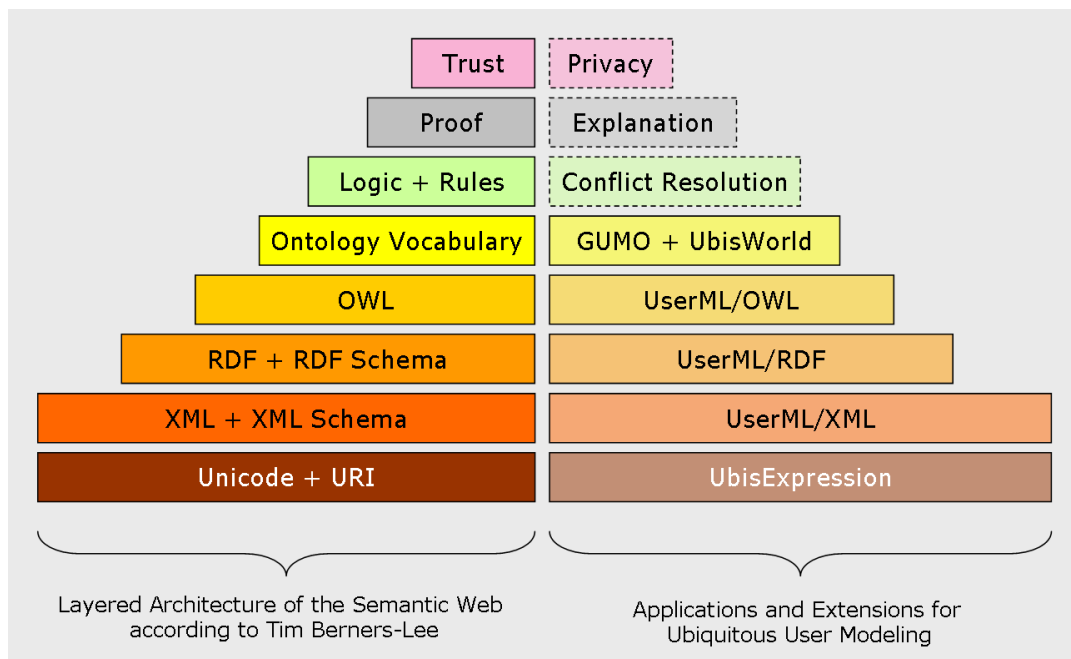 Trust
Privacy
Proof
Explanation
Logic + Rules
Conflict Resolution
Ontology Vocabulary
GUMO + UbisWorld
OWL
UserML/OWL
RDF + RDF Schema
UserML/RDF
XML + XML Schema
UserML/XML
Unicode + URI
UbisExpression
Layered Architecture of the Semantic Web
according to Tim Berners-Lee
Applications and Extensions for
Ubiquitous User Modeling